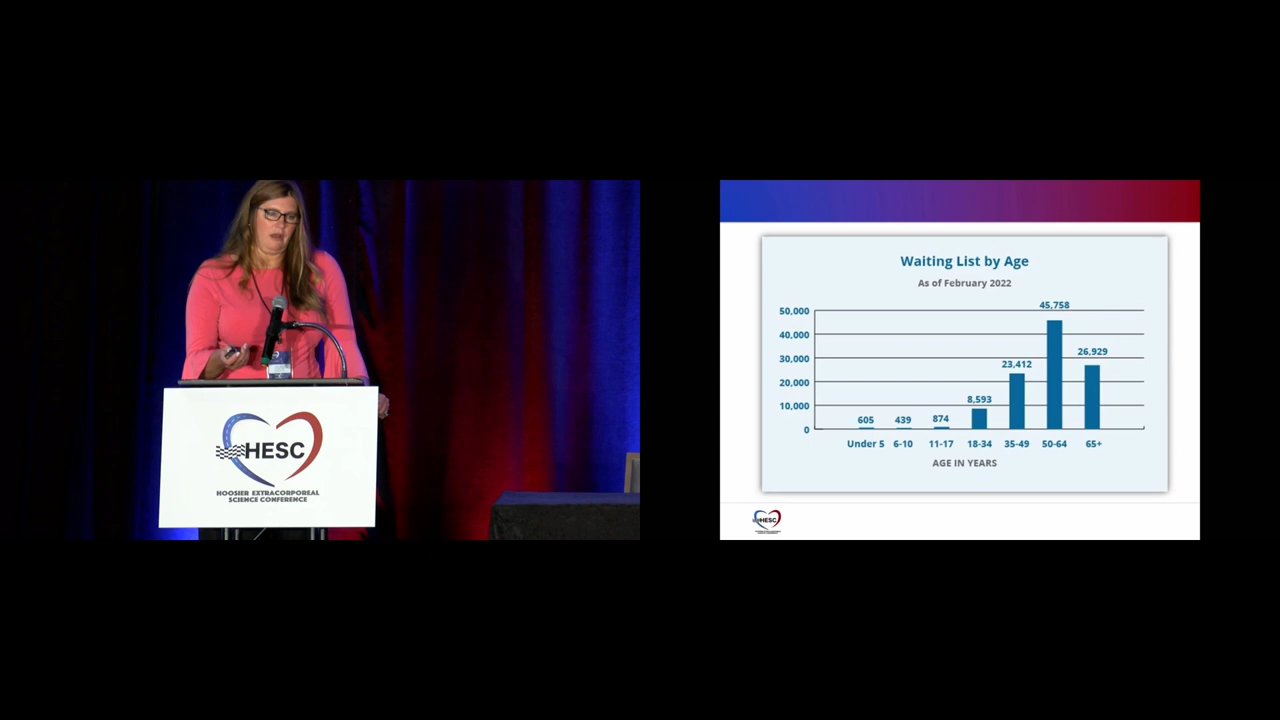 HESC
HOOSIER EXTRACORPOREAL
SCIENCE CONFERENCE
Waiting List by Age
As of February 2022
50,000
40,000
30,000
20,000
10,000
0
605
439
874
8,593
23,412
45,758
26,929
Under 5 6-10 11-17 18-34 35-49 50-64 65+
AGE IN YEARS
HESC